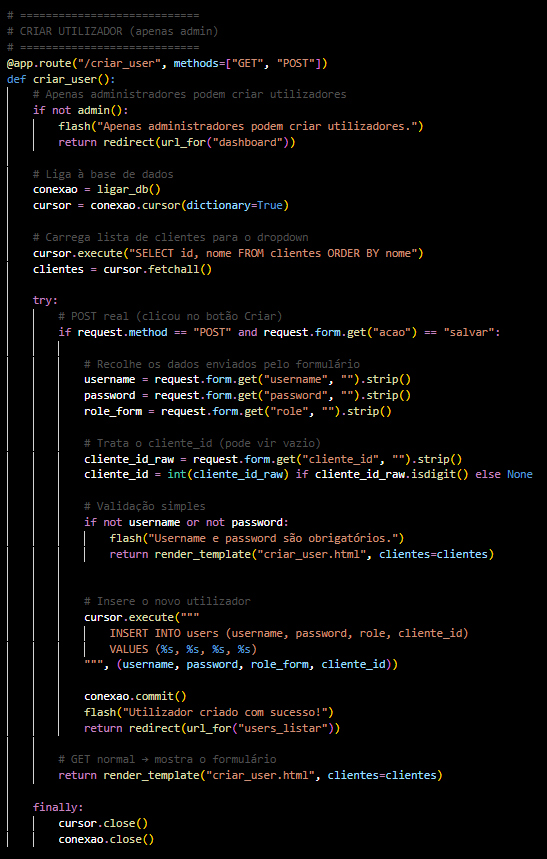 # ============================
# CRIAR UTILIZADOR (apenas admin)
# ============================
@app.route("/criar_user", methods=["GET", "POST"])
def criar_user():
    # Apenas administradores podem criar utilizadores
    if not admin():
        flash("Apenas administradores podem criar utilizadores.")
        return redirect(url_for("dashboard"))

    # Liga à base de dados
    conexao = ligar_db()
    cursor = conexao.cursor(dictionary=True)

    # Carrega lista de clientes para o dropdown
    cursor.execute("SELECT id, nome FROM clientes ORDER BY nome")
    clientes = cursor.fetchall()

    try:
        # POST real (clicou no botão Criar)
        if request.method == "POST" and request.form.get("acao") == "salvar":

            # Recolhe os dados enviados pelo formulário
            username = request.form.get("username", "").strip()
            password = request.form.get("password", "").strip()
            role_form = request.form.get("role", "").strip()

            # Trata o cliente_id (pode vir vazio)
            cliente_id_raw = request.form.get("cliente_id", "").strip()
            cliente_id = int(cliente_id_raw) if cliente_id_raw.isdigit() else None

            # Validação simples
            if not username or not password:
                flash("Username e password são obrigatórios.")
                return render_template("criar_user.html", clientes=clientes)


            # Insere o novo utilizador
            cursor.execute("""
                INSERT INTO users (username, password, role, cliente_id)
                VALUES (%s, %s, %s, %s)
            """, (username, password, role_form, cliente_id))

            conexao.commit()
            flash("Utilizador criado com sucesso!")
            return redirect(url_for("users_listar"))

        # GET normal → mostra o formulário
        return render_template("criar_user.html", clientes=clientes)

    finally:
        cursor.close()
        conexao.close()